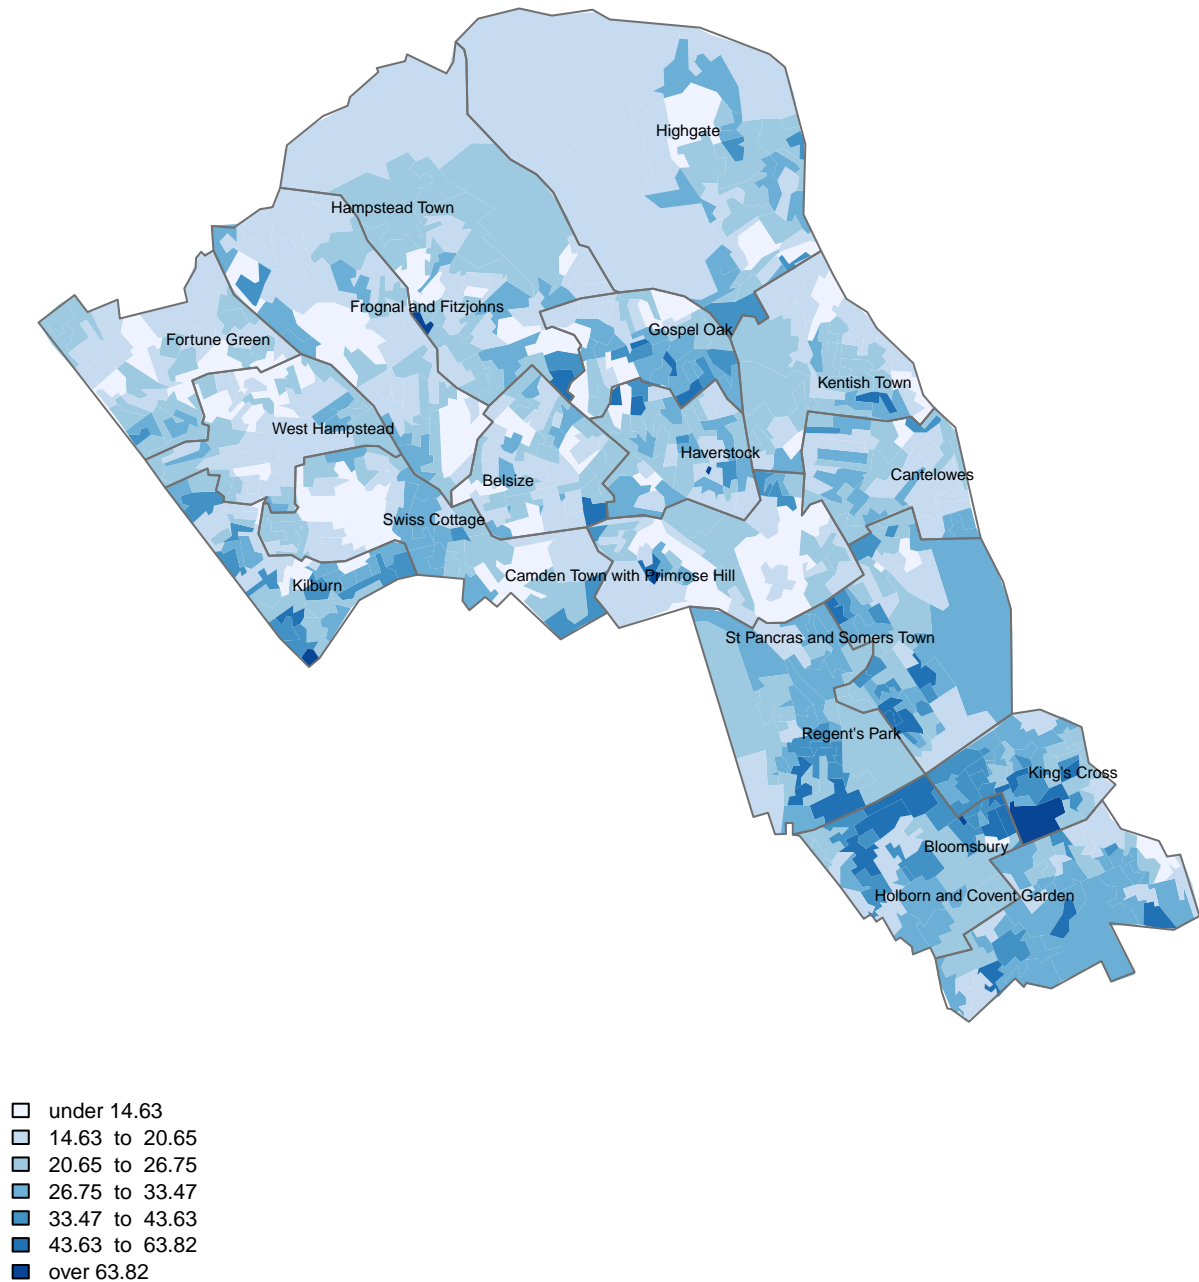 Highgate
Hampstead Town
Frognal and Fitzjohns
Gospel Oak
Fortune Green
Kentish Town
West Hampstead
Haverstock
Cantelowes
Belsize
Swiss Cottage
Camden Town with Primrose Hill
Kilburn
St Pancras and Somers Town
Regent's Park
King's Cross
Bloomsbury
Holborn and Covent Garden
under 14.63
14.63 to 20.65
20.65 to 26.75
26.75 to 33.47
33.47 to 43.63
43.63 to 63.82
over 63.82